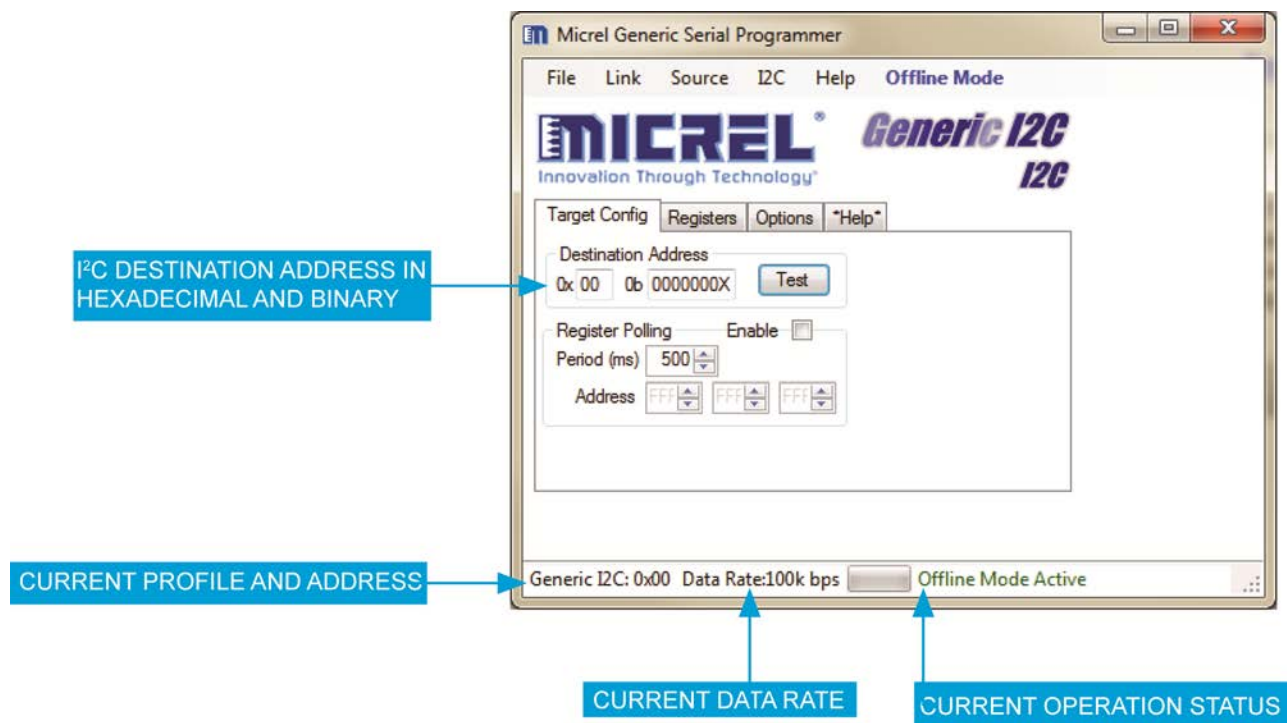 Micrel Generic Serial Programmer
File Link Source I2C Help Offline Mode
MICREL®
Innovation Through Technology®
Generic I2C
I2C
Target Config Registers Options *Help*
Destination Address
0x 00 0b 0000000X Test
Register Polling Enable
Period (ms) 500
Address FFF FFF FFF
I²C DESTINATION ADDRESS IN
HEXADECIMAL AND BINARY
CURRENT PROFILE AND ADDRESS
Generic I2C: 0x00 Data Rate:100k bps Offline Mode Active
CURRENT DATA RATE
CURRENT OPERATION STATUS